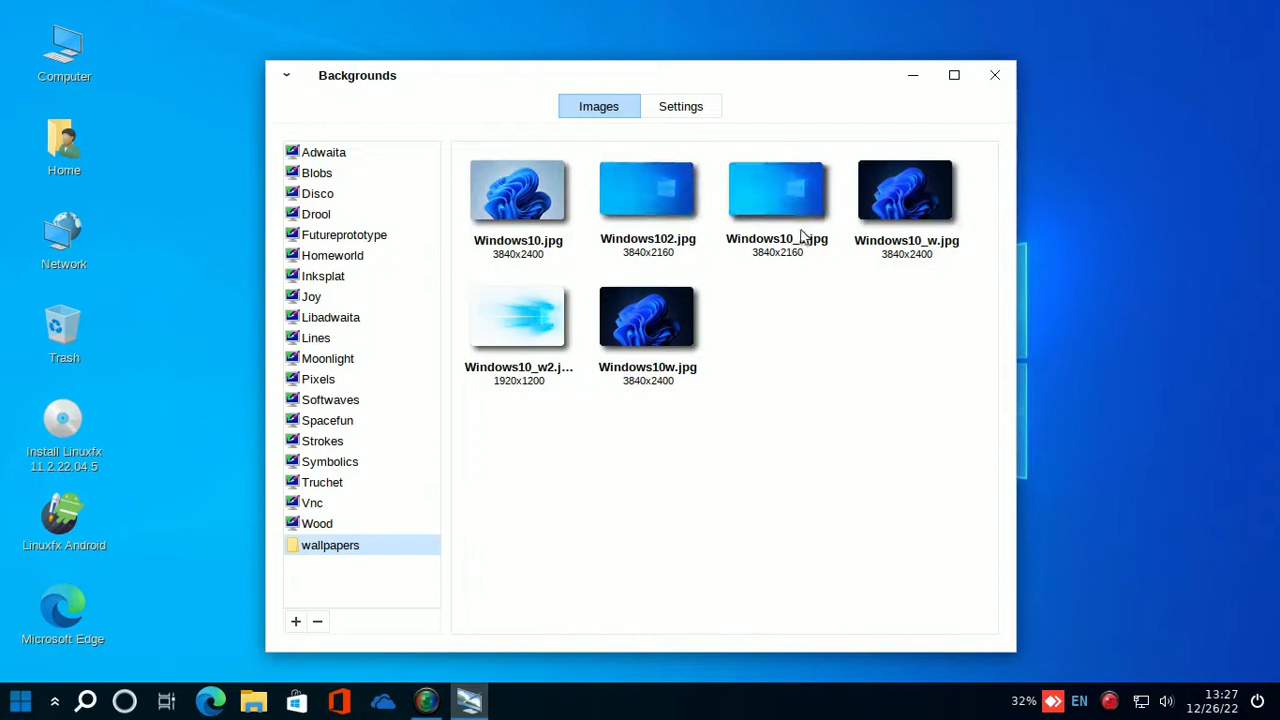 Computer
Home
Network
Trash
Install Linuxfx
11.2.22.04.5
Linuxfx Android
Microsoft Edge
Backgrounds
Images
Settings
Adwaita
Blobs
Disco
Drool
Futureprototype
Homeworld
Inksplat
Joy
Libadwaita
Lines
Moonlight
Pixels
Softwaves
Spacefun
Strokes
Symbolics
Truchet
Vnc
Wood
wallpapers
Windows10.jpg
3840x2400
Windows102.jpg
3840x2160
3840x2160
Windows10_w.jpg
3840x2400
Windows10_w2.j...
1920x1200
Windows10w.jpg
3840x2400
32%
EN
13:27
12/26/22